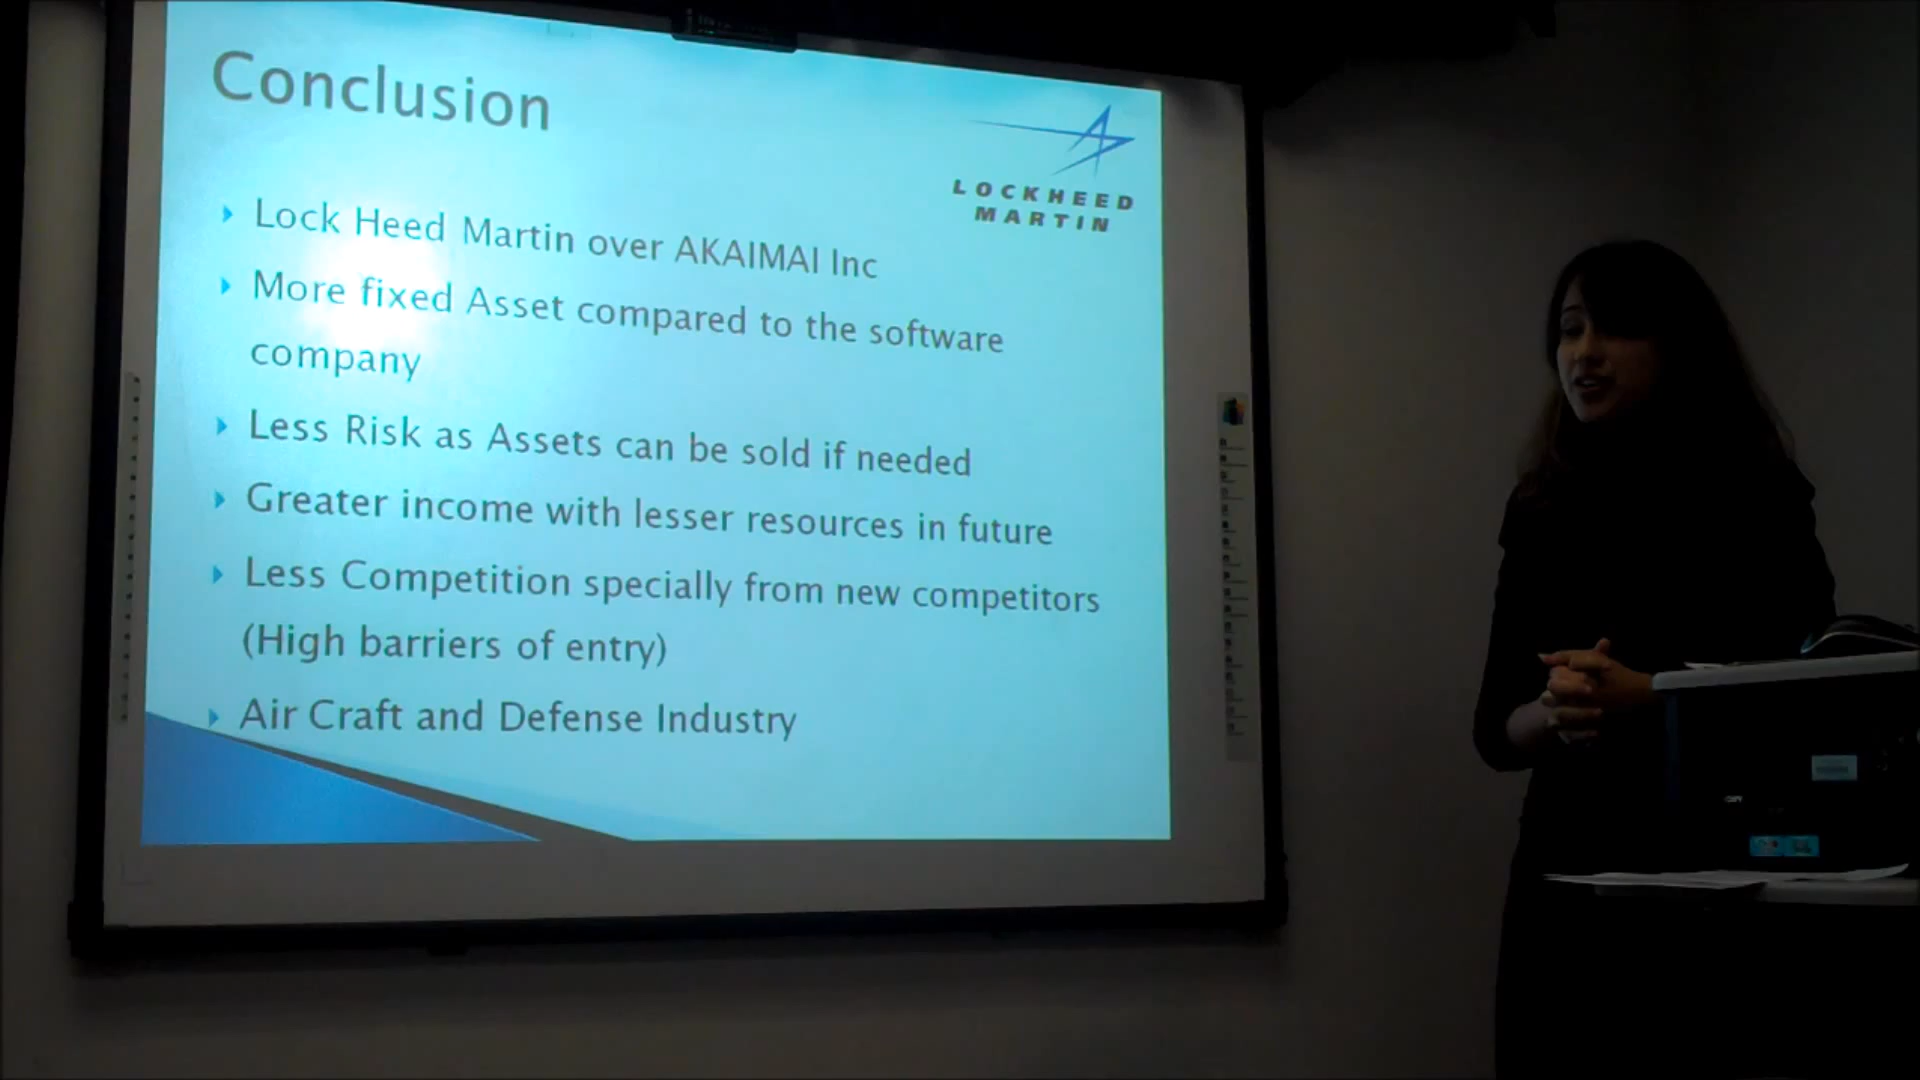 Conclusion
LOCKHEED
MARTIN
Lock Heed Martin over AKAIMAI Inc
More fixed Asset compared to the software
company
Less Risk as Assets can be sold if needed
Greater income with lesser resources in future
Less Competition specially from new competitors
(High barriers of entry)
Air Craft and Defense Industry